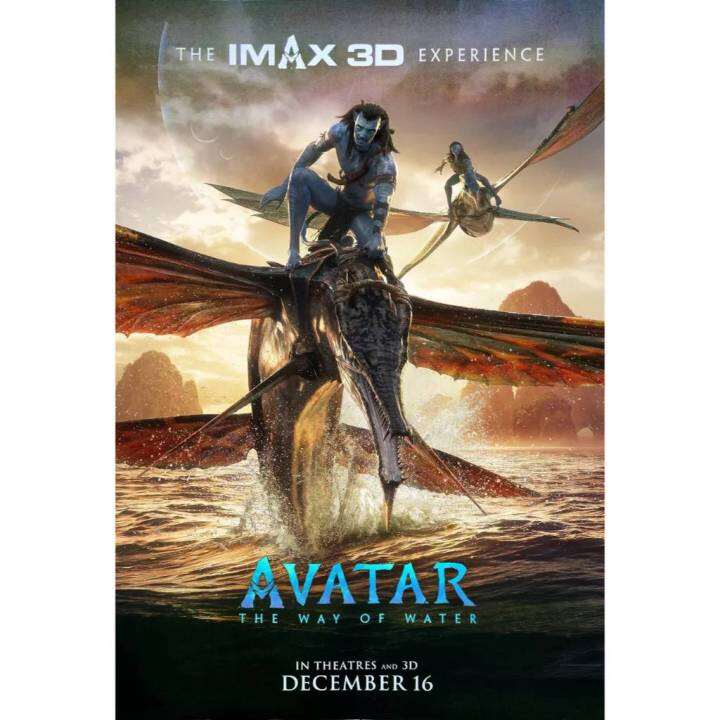 THE IMAX 3D EXPERIENCE
AVATAR
THE WAY OF WATER
IN THEATRES AND 3D
DECEMBER 16